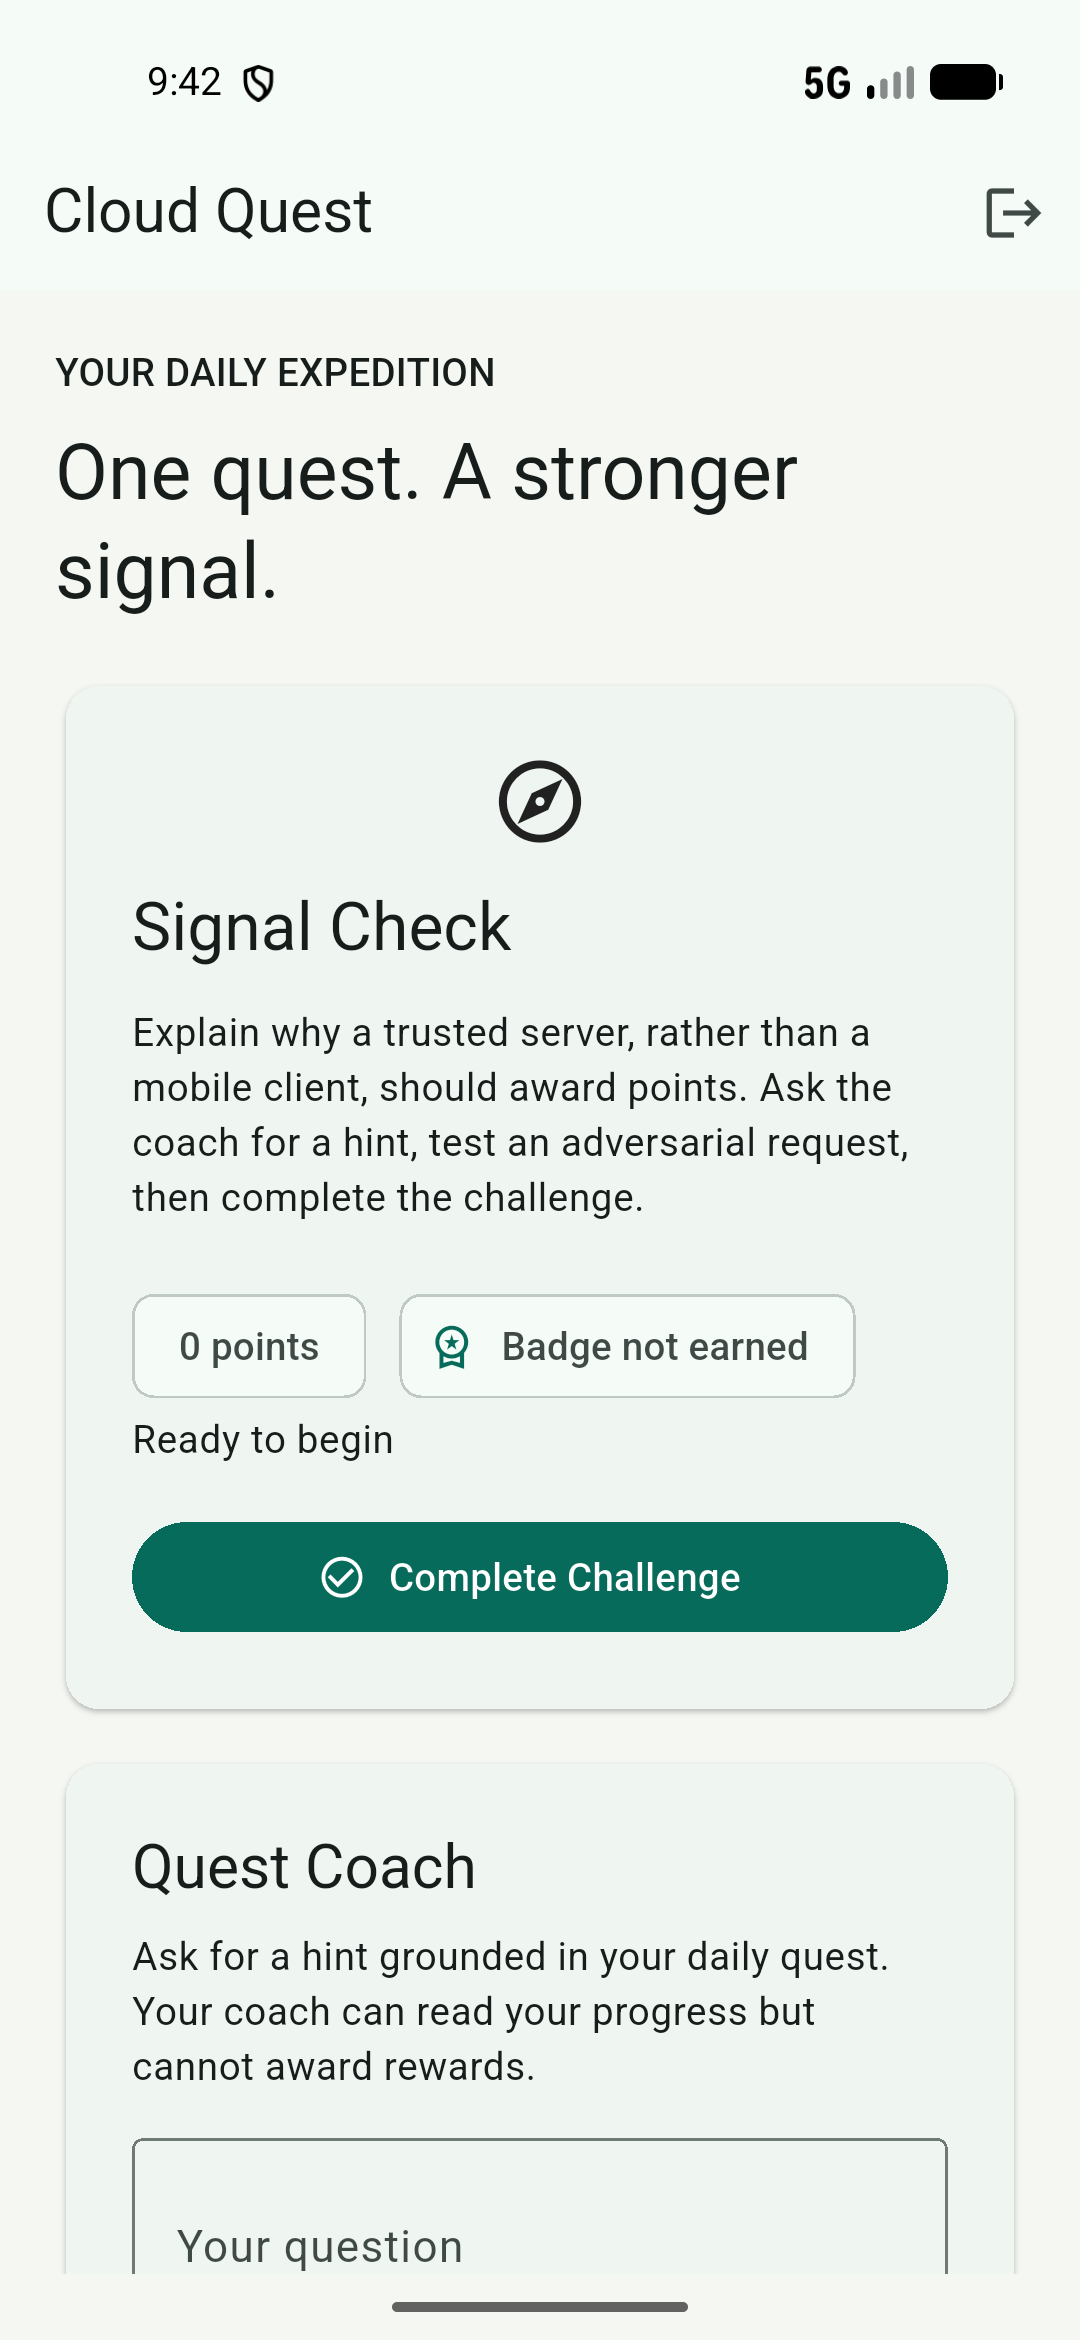 9:42
5G
Cloud Quest
YOUR DAILY EXPEDITION
One quest. A stronger
signal.
Signal Check
Explain why a trusted server, rather than a
mobile client, should award points. Ask the
coach for a hint, test an adversarial request,
then complete the challenge.
0 points
Badge not earned
Ready to begin
Complete Challenge
Quest Coach
Ask for a hint grounded in your daily quest.
Your coach can read your progress but
cannot award rewards.
Your question